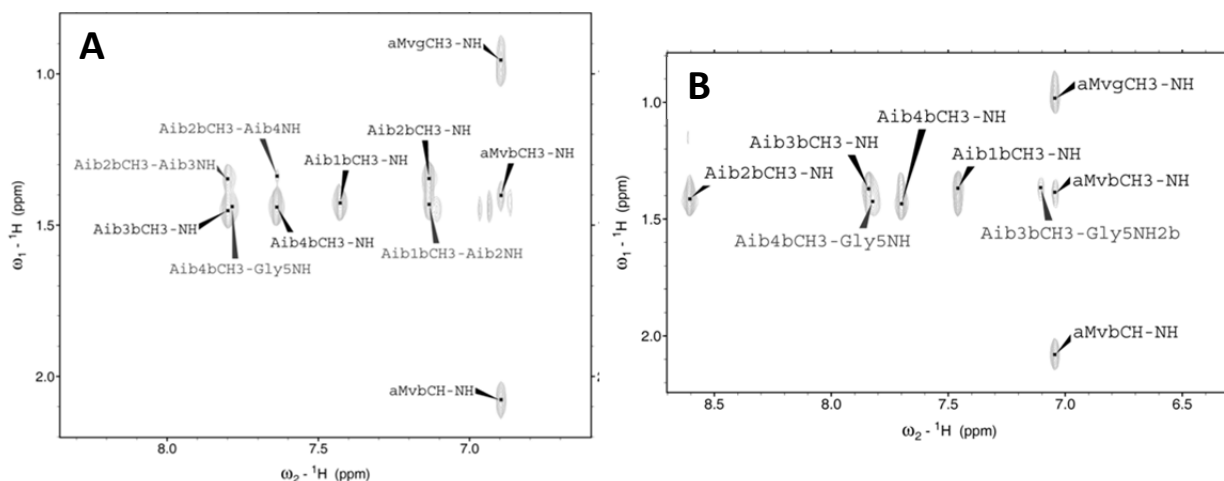 A
aMvgCH3-NH
1.0
Aib2bCH3-Aib4NH
Aib2bCH3-NH
Aib2bCH3-Aib3NH
Aib1bCH3-NH
aMvbCH3-NH
1.5
Aib3bCH3-NH
Aib4bCH3-NH
Aib1bCH3-Aib2NH
Aib4bCH3-Gly5NH
2.0
aMvbCH-NH
ω1 - 1H (ppm)
8.0 7.5 7.0
ω2 - 1H (ppm)
B
aMvgCH3-NH
1.0
Aib4bCH3-NH
Aib3bCH3-NH
Aib1bCH3-NH
Aib2bCH3-NH
aMvbCH3-NH
1.5
Aib4bCH3-Gly5NH
Aib3bCH3-Gly5NH2b
aMvbCH-NH
2.0
ω1 - 1H (ppm)
8.5 8.0 7.5 7.0 6.5
ω2 - 1H (ppm)